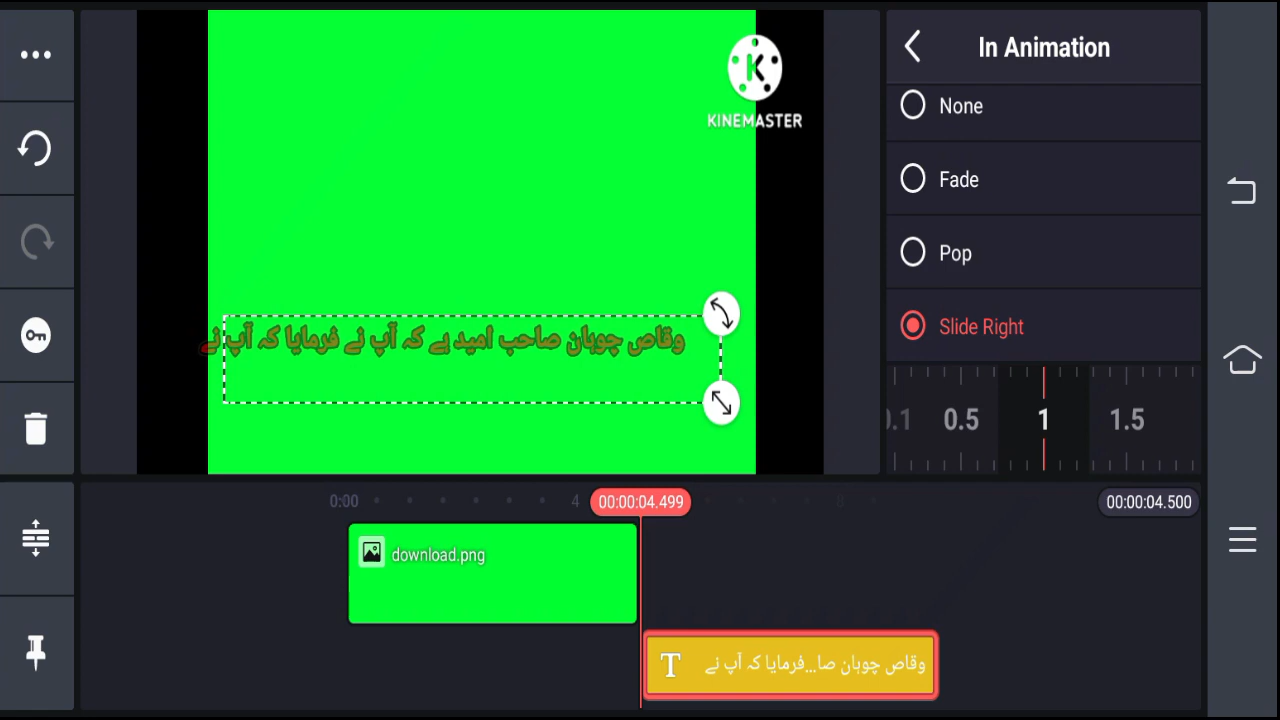 In Animation
None
Fade
Pop
Slide Right
0.5 1 1.5
KINEMASTER
وقاص چوہان صاحب امید ہے کہ آپ نے فرمایا کہ آپ نے
0:00 4 00:00:04.499 00:00:04.500
download.png
T وقاص چوہان صا...فرمایا کہ آپ نے